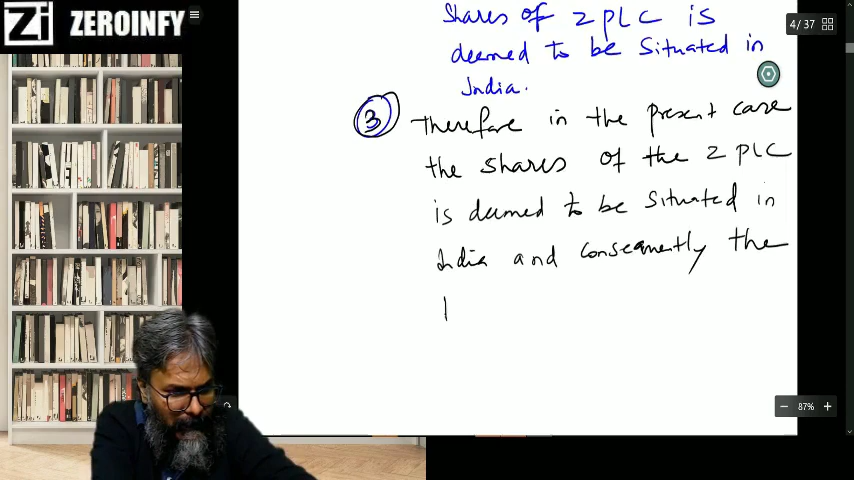 Zi ZEROINFY
4/37
Shares of Z PLC is
deemed to be Situated in
India.
3 Therefore in the present case
the shares of the Z PLC
is deemed to be situated in
India and consequently the
87%